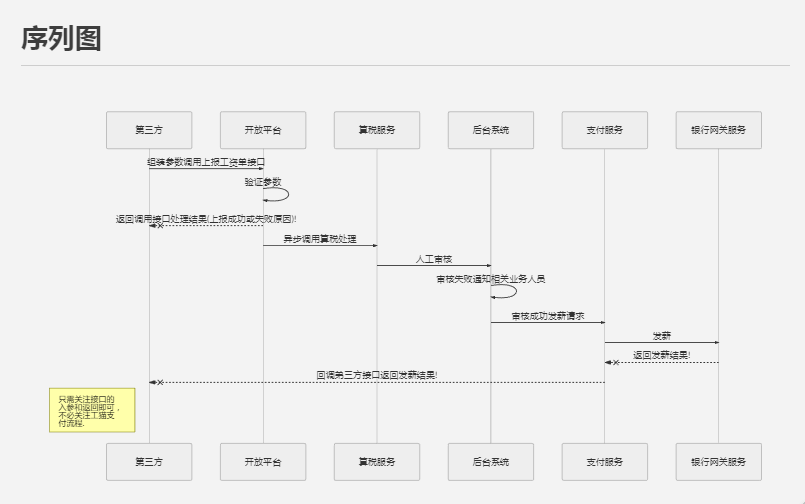 序列图
第三方
开放平台
算税服务
后台系统
支付服务
银行网关服务
组装参数调用上报工资单接口
验证参数
返回调用接口处理结果(上报成功或失败原因)!
异步调用算税处理
人工审核
审核失败通知相关业务人员
审核成功发薪请求
发薪
返回发薪结果!
回调第三方接口返回发薪结果!
只需关注接口的
入参和返回即可，
不必关注工猫支
付流程.
第三方
开放平台
算税服务
后台系统
支付服务
银行网关服务